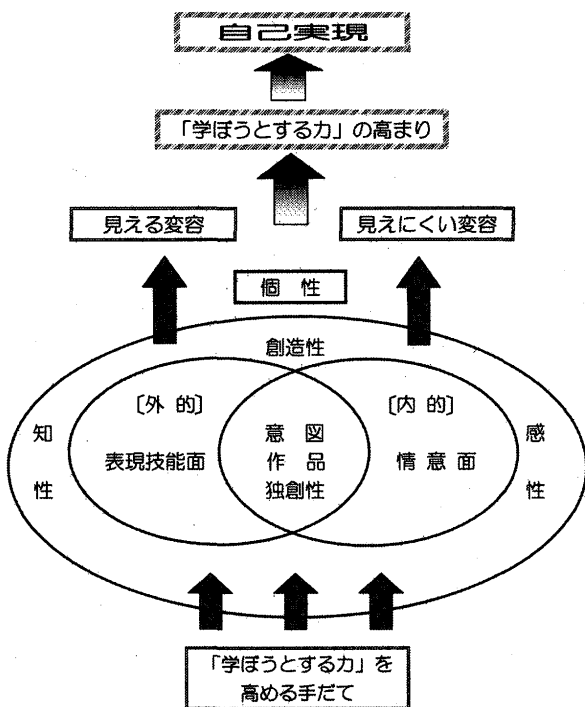 自己実現
「学ぼうとする力」の高まり
見える変容
見えにくい変容
個 性
創造性
〔外 的〕
〔内 的〕
知性
表現技能面
意 図
作 品
独創性
情 意 面
感性
「学ぼうとする力」を
高める手だて